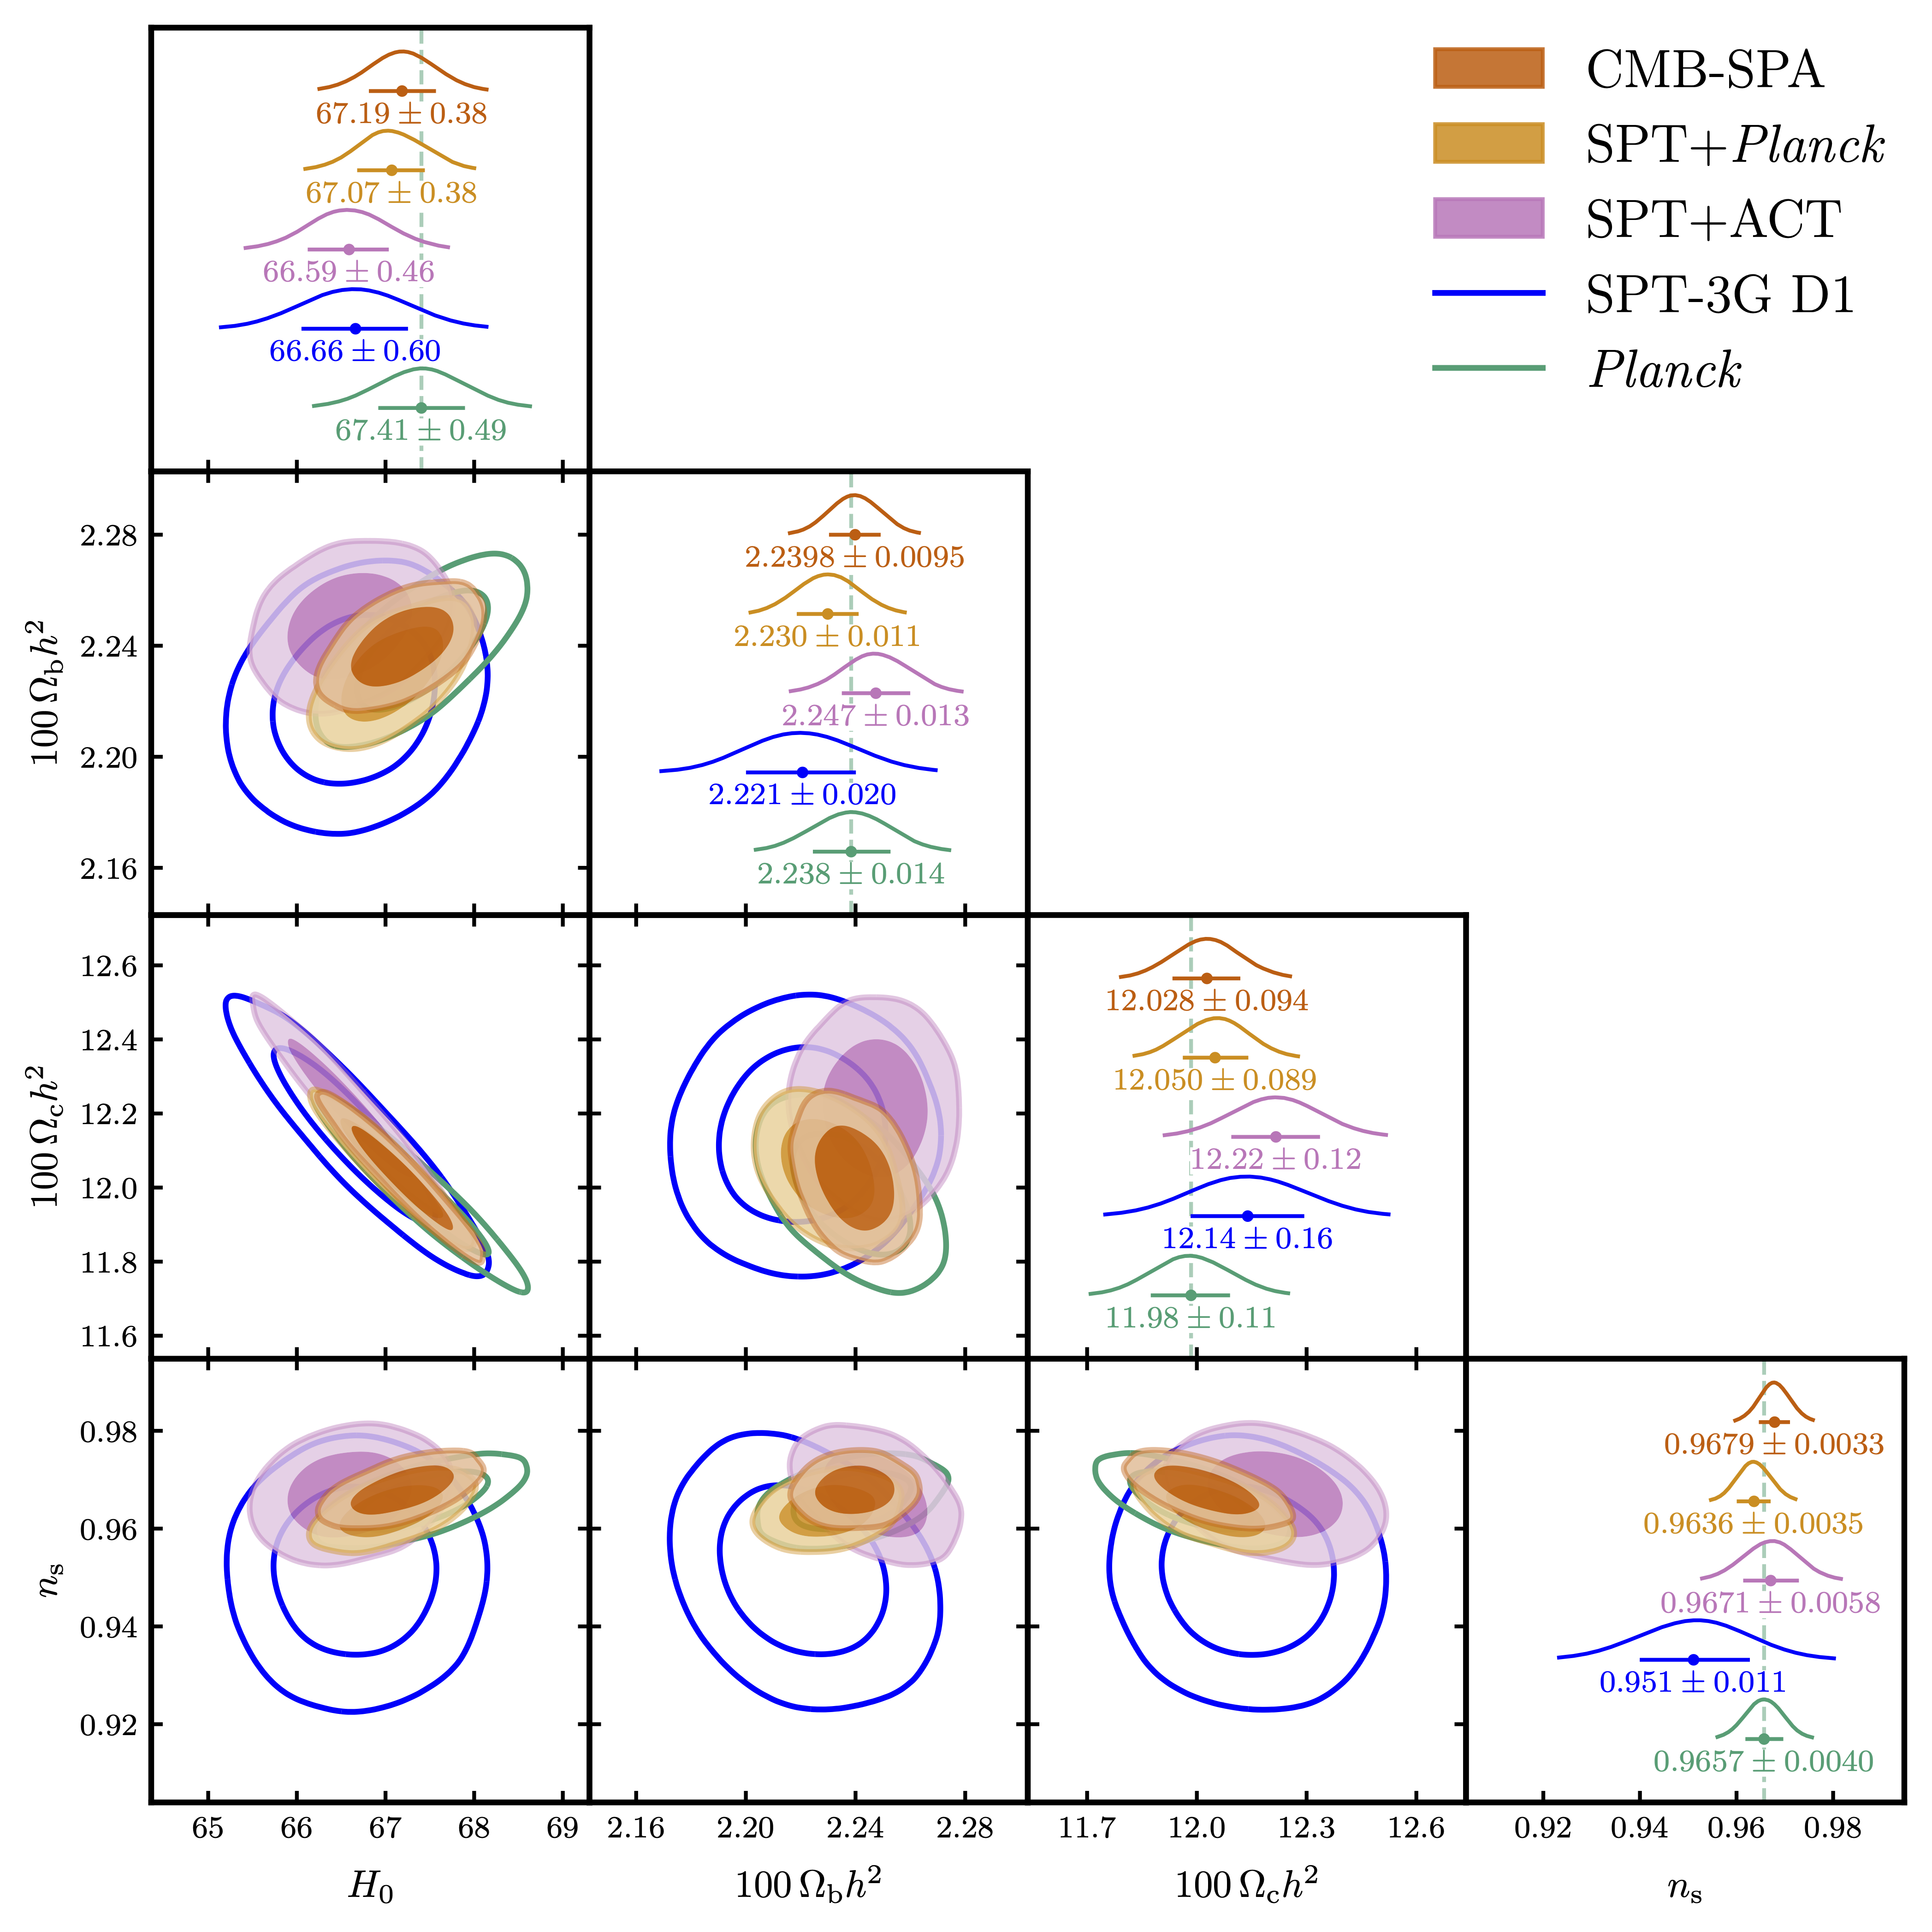 CMB-SPA
SPT+Planck
SPT+ACT
SPT-3G D1
Planck
67.19 ± 0.38
67.07 ± 0.38
66.59 ± 0.46
66.66 ± 0.60
67.41 ± 0.49
2.28
2.24
2.20
2.16
100 Ω_b h²
2.2398 ± 0.0095
2.230 ± 0.011
2.247 ± 0.013
2.221 ± 0.020
2.238 ± 0.014
12.6
12.4
12.2
12.0
11.8
11.6
100 Ω_c h²
12.028 ± 0.094
12.050 ± 0.089
12.22 ± 0.12
12.14 ± 0.16
11.98 ± 0.11
0.98
0.96
0.94
0.92
n_s
0.9679 ± 0.0033
0.9636 ± 0.0035
0.9671 ± 0.0058
0.951 ± 0.011
0.9657 ± 0.0040
65 66 67 68 69
2.16 2.20 2.24 2.28
11.7 12.0 12.3 12.6
0.92 0.94 0.96 0.98
H₀
100 Ω_b h²
100 Ω_c h²
n_s